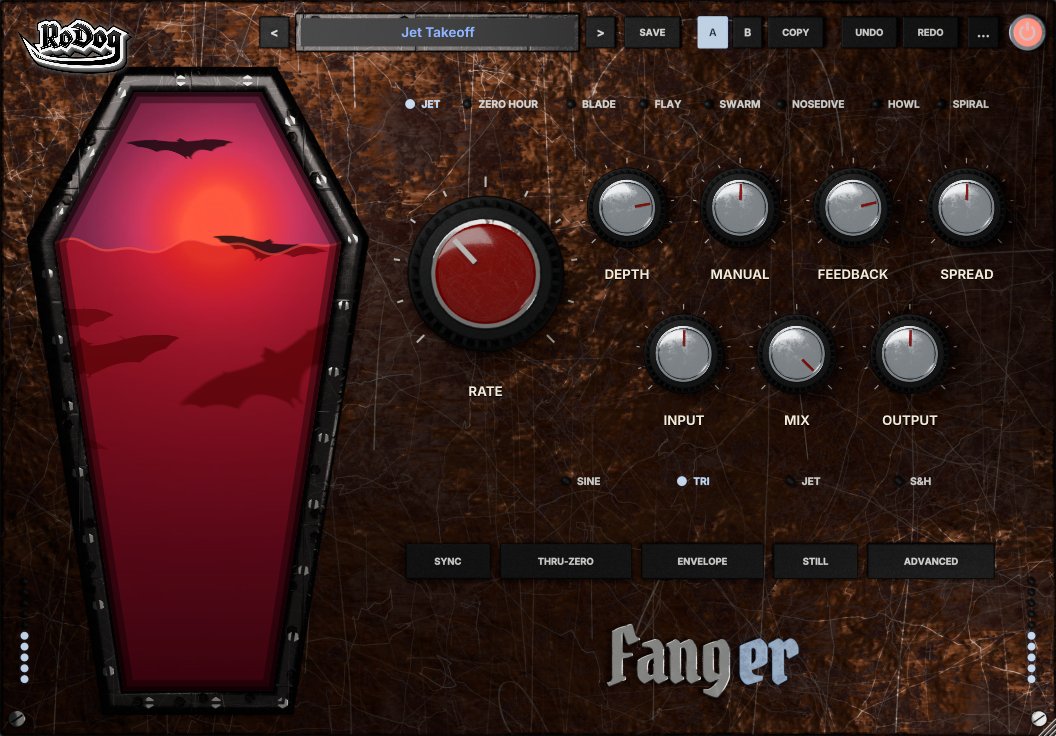 RoDog
< Jet Takeoff > SAVE A B COPY UNDO REDO ...
JET ZERO HOUR BLADE FLAY SWARM NOSEDIVE HOWL SPIRAL
DEPTH MANUAL FEEDBACK SPREAD
RATE
INPUT MIX OUTPUT
SINE TRI JET S&H
SYNC THRU-ZERO ENVELOPE STILL ADVANCED
Fanger